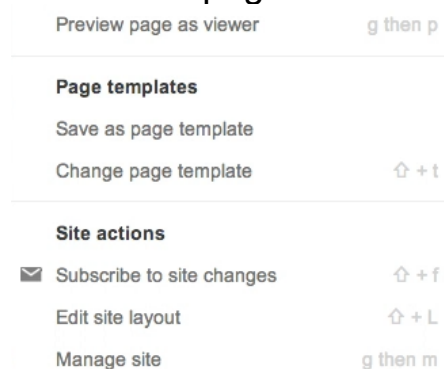 Preview page as viewer g then p
Page templates
Save as page template
Change page template ⇧ + t
Site actions
Subscribe to site changes ⇧ + f
Edit site layout ⇧ + L
Manage site g then m